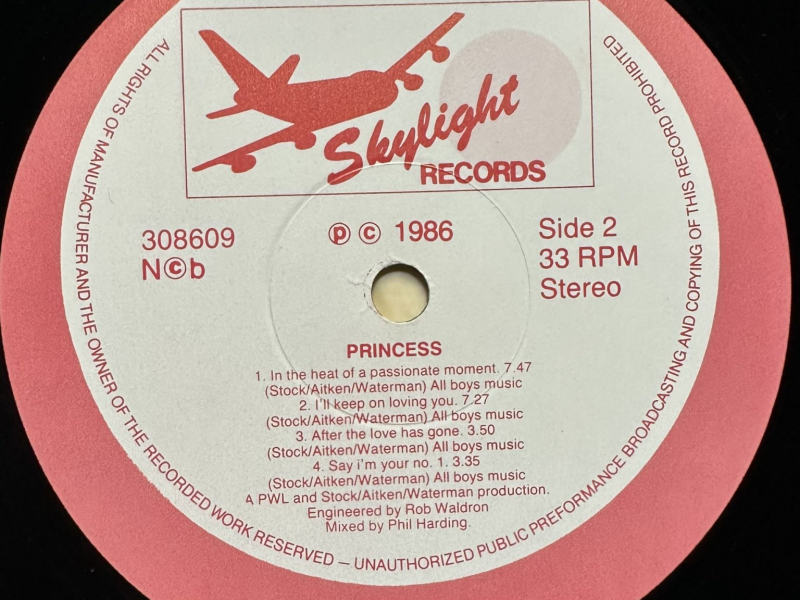 Skylight
RECORDS
308609
N©b
℗ © 1986
Side 2
33 RPM
Stereo
PRINCESS
1. In the heat of a passionate moment. 7.47
(Stock/Aitken/Waterman) All boys music
2. I'll keep on loving you. 7.27
(Stock/Aitken/Waterman) All boys music
3. After the love has gone. 3.50
(Stock/Aitken/Waterman) All boys music
4. Say i'm your no. 1. 3.35
(Stock/Aitken/Waterman) All boys music
A PWL and Stock/Aitken/Waterman production.
Engineered by Rob Waldron
Mixed by Phil Harding.
ALL RIGHTS OF MANUFACTURER AND THE OWNER OF THE RECORDED WORK RESERVED – UNAUTHORIZED PUBLIC PREFORMANCE BROADCASTING AND COPYING OF THIS RECORD PROHIBITED